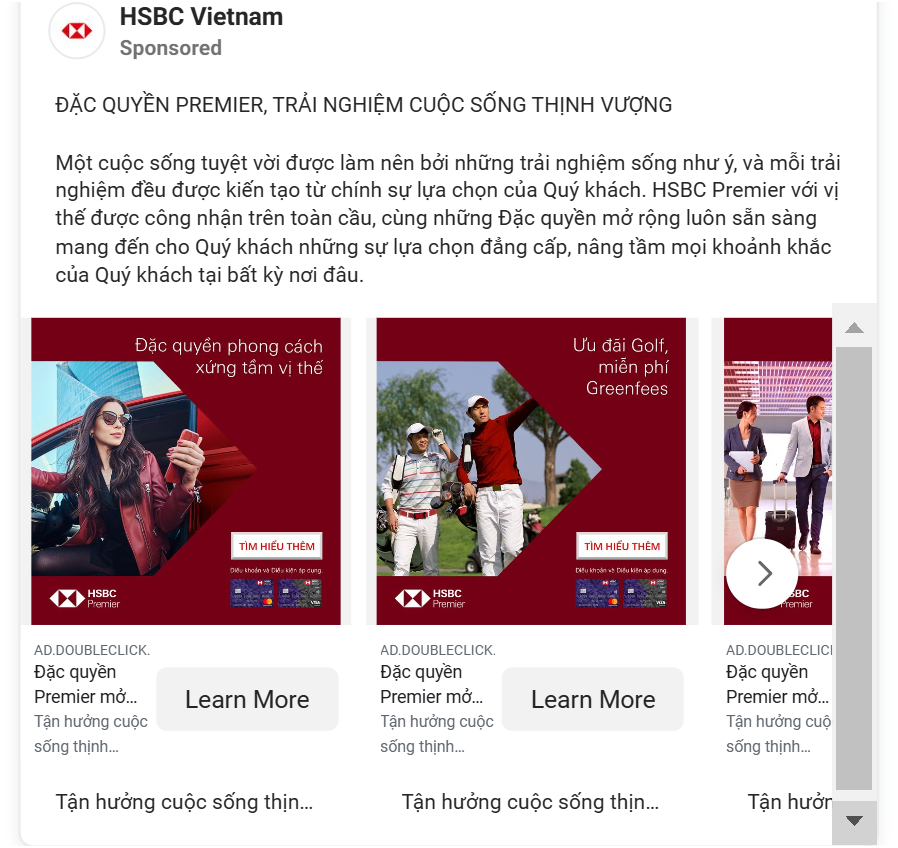 HSBC Vietnam
Sponsored
ĐẶC QUYỀN PREMIER, TRẢI NGHIỆM CUỘC SỐNG THỊNH VƯỢNG
Một cuộc sống tuyệt vời được làm nên bởi những trải nghiệm sống như ý, và mỗi trải
nghiệm đều được kiến tạo từ chính sự lựa chọn của Quý khách. HSBC Premier với vị
thế được công nhận trên toàn cầu, cùng những Đặc quyền mở rộng luôn sẵn sàng
mang đến cho Quý khách những sự lựa chọn đẳng cấp, nâng tầm mọi khoảnh khắc
của Quý khách tại bất kỳ nơi đâu.
Đặc quyền phong cách
xứng tầm vị thế
TÌM HIỂU THÊM
Điều khoản và Điều kiện áp dụng.
HSBC
Premier
VISA
AD.DOUBLECLICK.
Đặc quyền
Premier mở...
Tận hưởng cuộc
sống thịnh...
Learn More
Tận hưởng cuộc sống thịn...
Ưu đãi Golf,
miễn phí
Greenfees
TÌM HIỂU THÊM
Điều khoản và Điều kiện áp dụng.
HSBC
Premier
VISA
AD.DOUBLECLICK.
Đặc quyền
Premier mở...
Tận hưởng cuộc
sống thịnh...
Learn More
Tận hưởng cuộc sống thịn...
SBC
emier
AD.DOUBLECLICK
Đặc quyền
Premier mở...
Tận hưởng cuộ
sống thịnh...
Tận hưởn